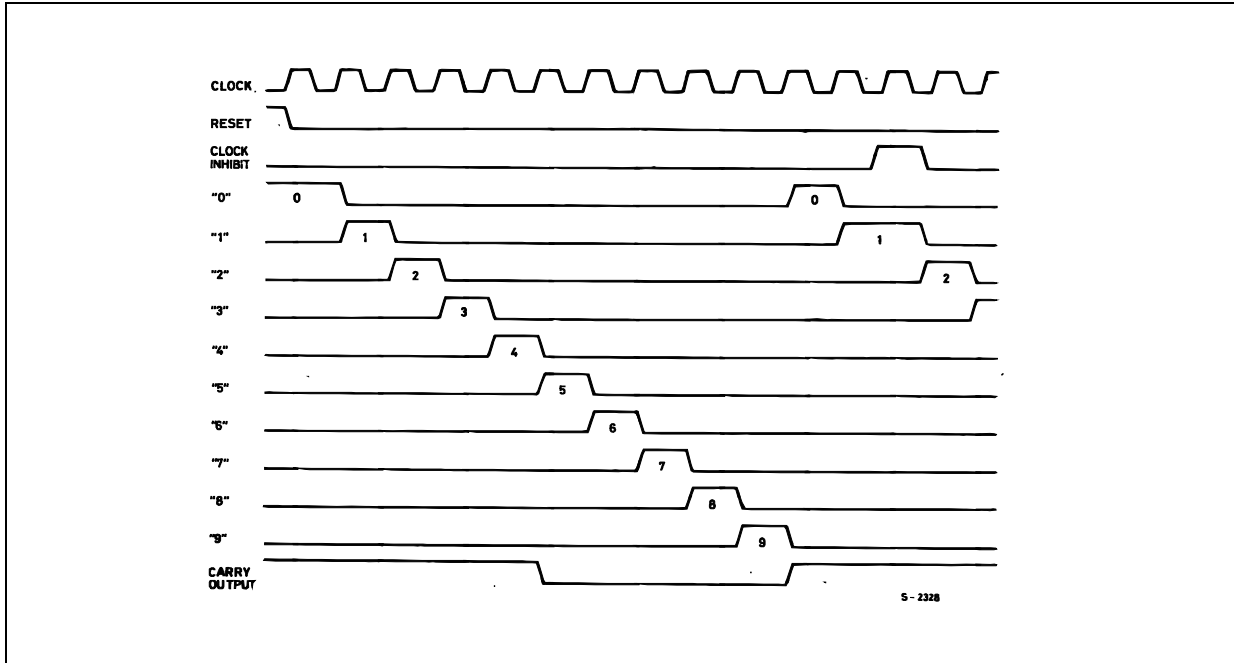 CLOCK
RESET
CLOCK
INHIBIT
"0" 0 0
"1" 1 1
"2" 2 2
"3" 3
"4" 4
"5" 5
"6" 6
"7" 7
"8" 8
"9" 9
CARRY
OUTPUT
S - 2328